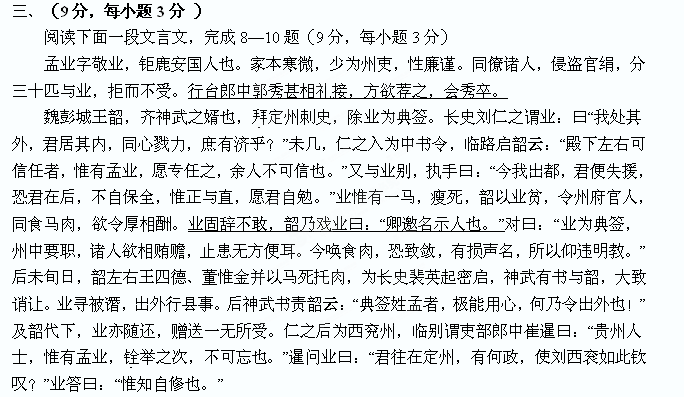 三、（9分，每小题3分 ）
阅读下面一段文言文，完成8—10题（9分，每小题3分）
孟业字敬业，钜鹿安国人也。家本寒微，少为州吏，性廉谨。同僚诸人，侵盗官绢，分
三十匹与业，拒而不受。行台郎中郭秀甚相礼接，方欲荐之，会秀卒。
魏彭城王韶，齐神武之婿也，拜定州刺史，除业为典签。长史刘仁之谓业：曰“我处其
外，君居其内，同心戮力，庶有济乎？”未几，仁之入为中书令，临路启韶云：“殿下左右可
信任者，惟有孟业，愿专任之，余人不可信也。”又与业别，执手曰：“今我出都，君便失援，
恐君在后，不自保全，惟正与直，愿君自勉。”业惟有一马，瘦死，韶以业贫，令州府官人，
同食马肉，欲令厚相酬。业固辞不敢，韶乃戏业曰：“卿邀名示人也。”对曰：“业为典签，
州中要职，诸人欲相贿赡，止患无方便耳。今唤食肉，恐致敛，有损声名，所以仰违明教。”
后未旬日，韶左右王四德、董惟金并以马死托肉，为长史裴英起密启，神武有书与韶，大致
诮让。业寻被谮，出外行县事。后神武书责韶云：“典签姓孟者，极能用心，何乃令出外也！”
及韶代下，业亦随还，赠送一无所受。仁之后为西兖州，临别谓吏部郎中崔暹曰：“贵州人
士，惟有孟业，铨举之次，不可忘也。”暹问业曰：“君往在定州，有何政，使刘西兖如此钦
叹？”业答曰：“惟知自修也。”